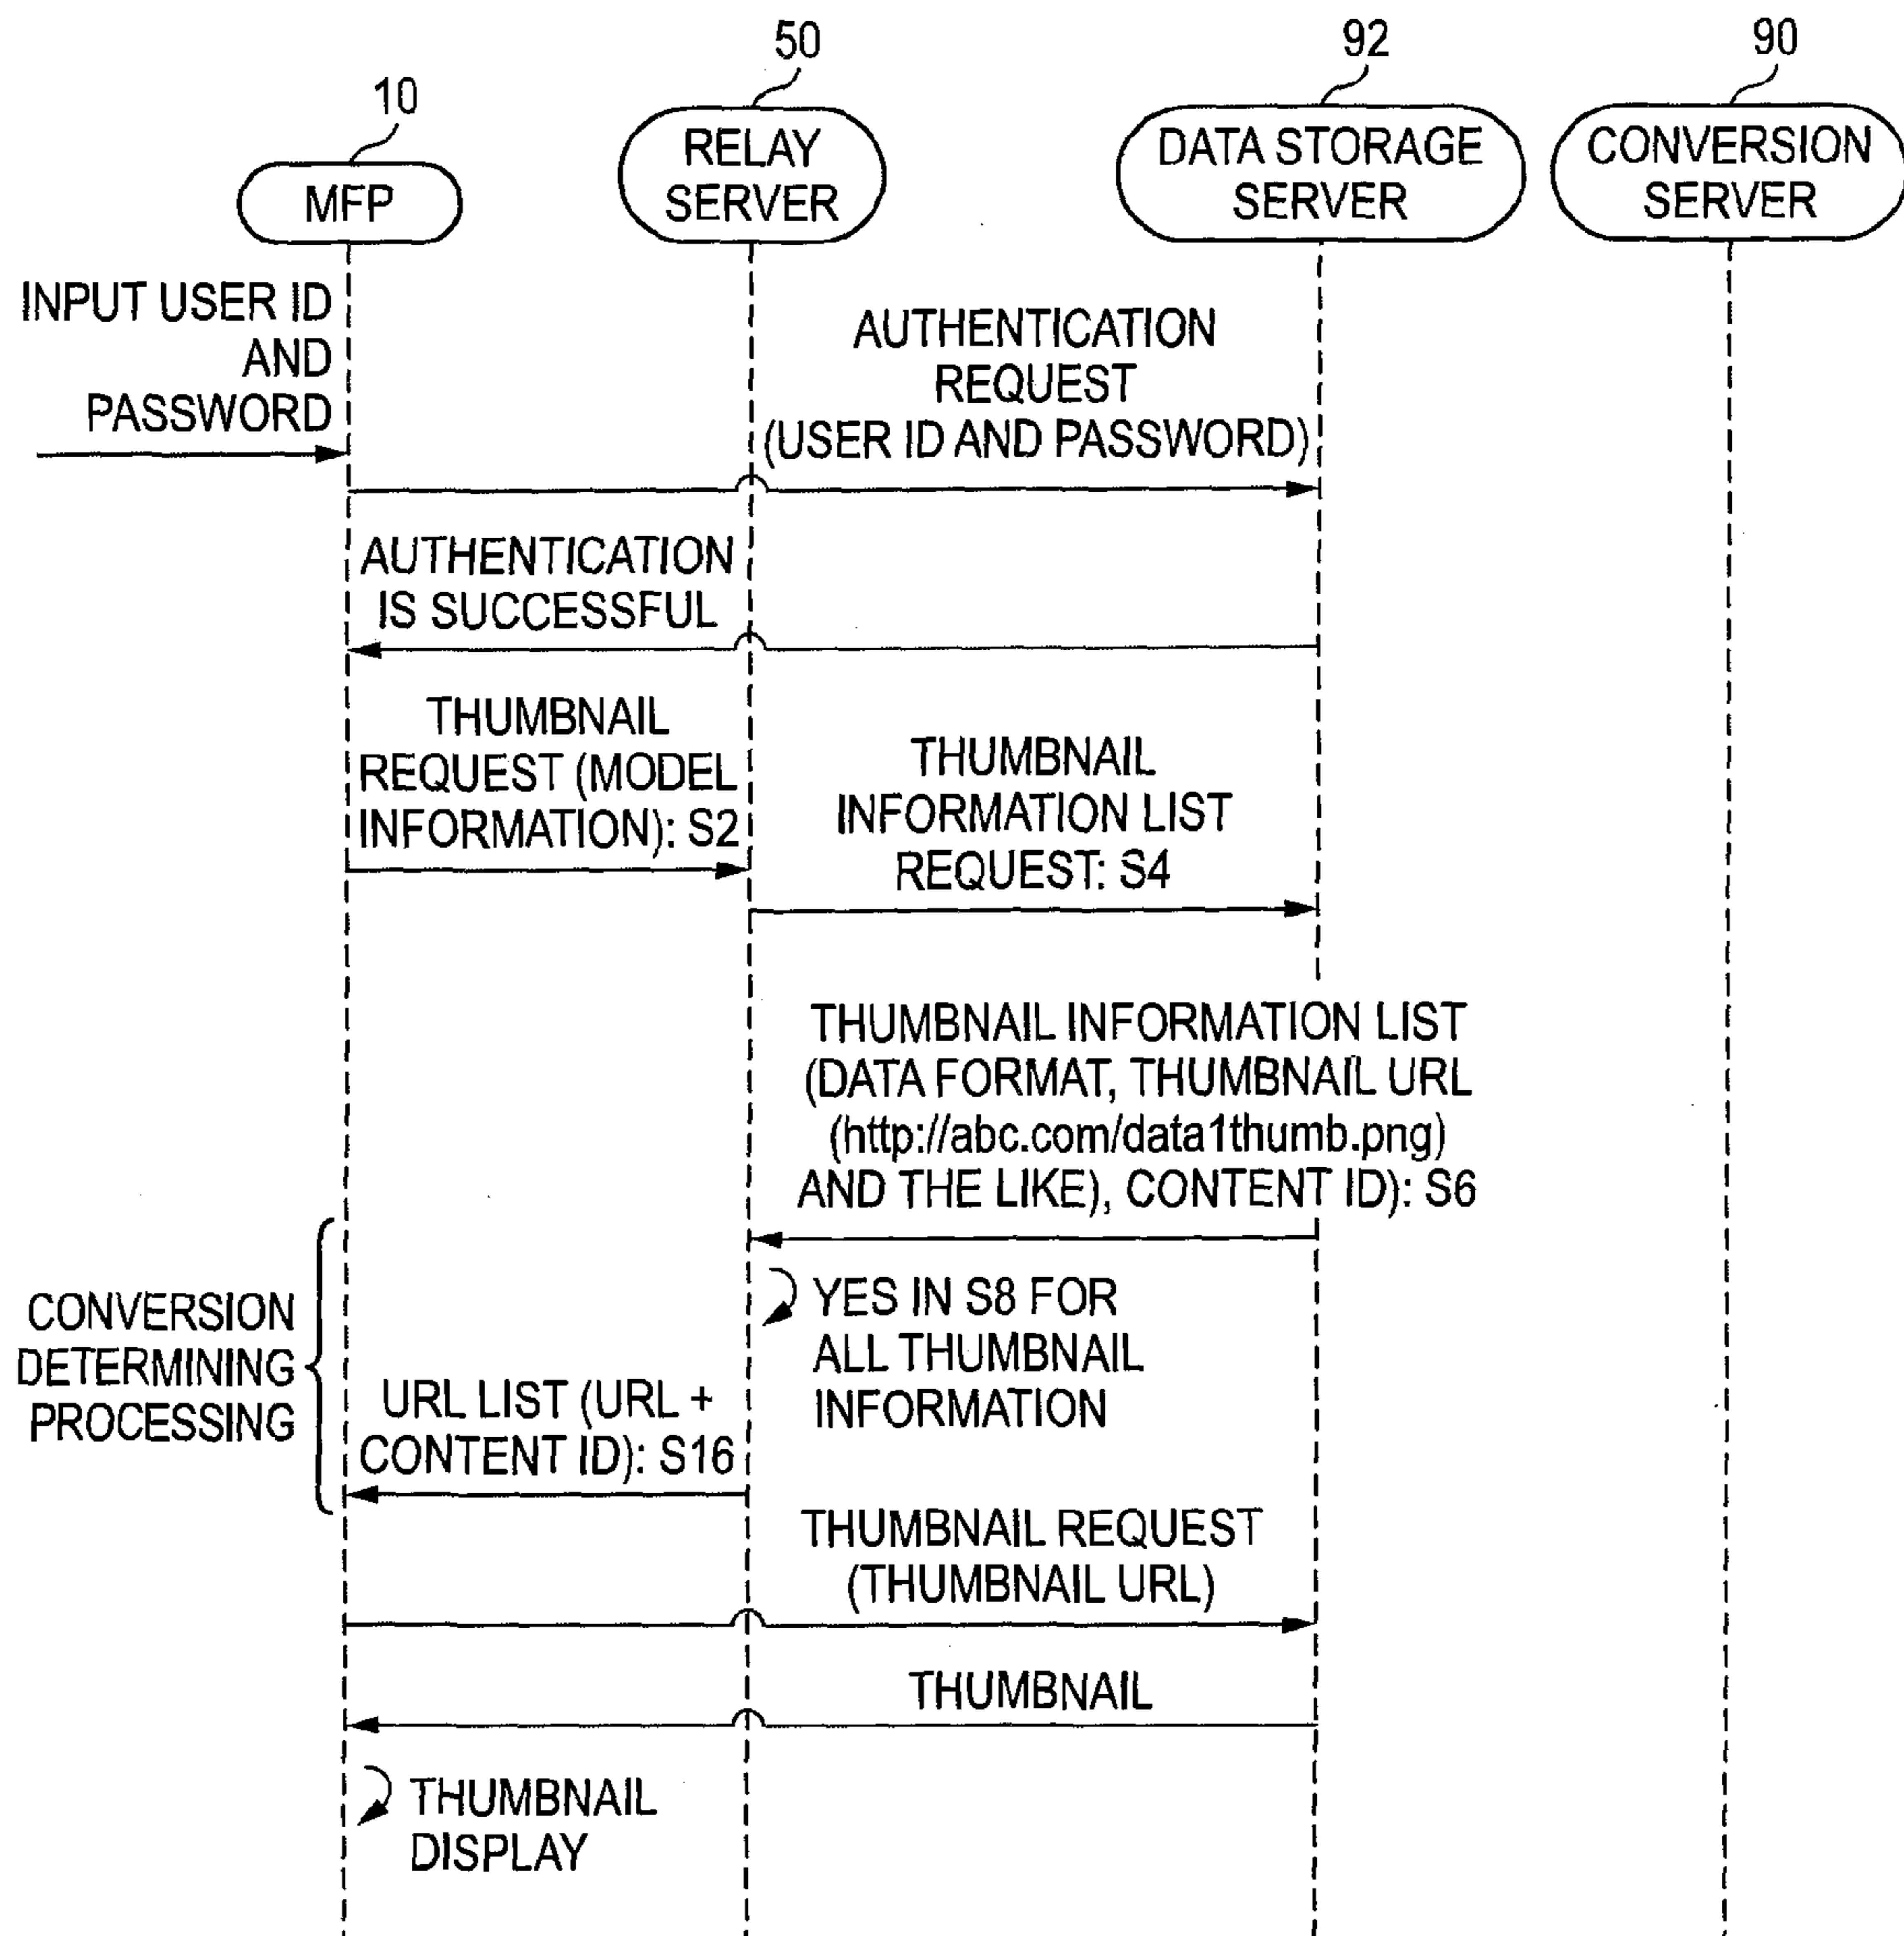 50
92
90
10
RELAY
SERVER
DATA STORAGE
SERVER
CONVERSION
SERVER
MFP
INPUT USER ID
AND
PASSWORD
AUTHENTICATION
REQUEST
(USER ID AND PASSWORD)
AUTHENTICATION
IS SUCCESSFUL
THUMBNAIL
REQUEST (MODEL
INFORMATION): S2
THUMBNAIL
INFORMATION LIST
REQUEST: S4
THUMBNAIL INFORMATION LIST
(DATA FORMAT, THUMBNAIL URL
(http://abc.com/data1thumb.png)
AND THE LIKE), CONTENT ID): S6
YES IN S8 FOR
ALL THUMBNAIL
INFORMATION
CONVERSION
DETERMINING
PROCESSING
URL LIST (URL +
CONTENT ID): S16
THUMBNAIL REQUEST
(THUMBNAIL URL)
THUMBNAIL
THUMBNAIL
DISPLAY